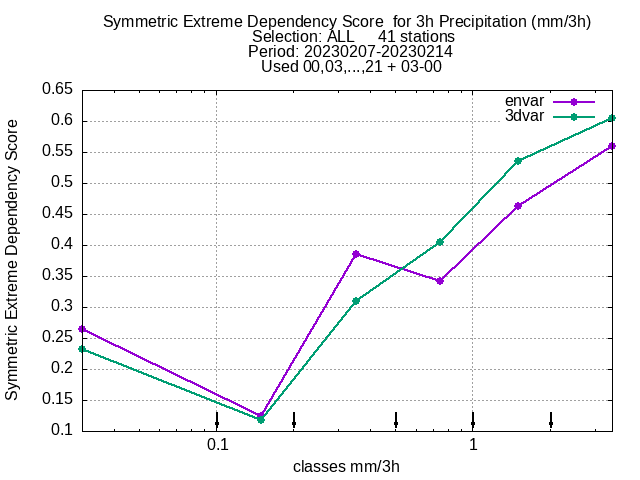 Symmetric Extreme Dependency Score  for 3h Precipitation (mm/3h)
Selection: ALL     41 stations
Period: 20230207-20230214
Used 00,03,...,21 + 03-00
envar
3dvar
0.65
0.6
0.55
0.5
0.45
0.4
0.35
0.3
0.25
0.2
0.15
0.1
Symmetric Extreme Dependency Score
0.1 1
classes mm/3h